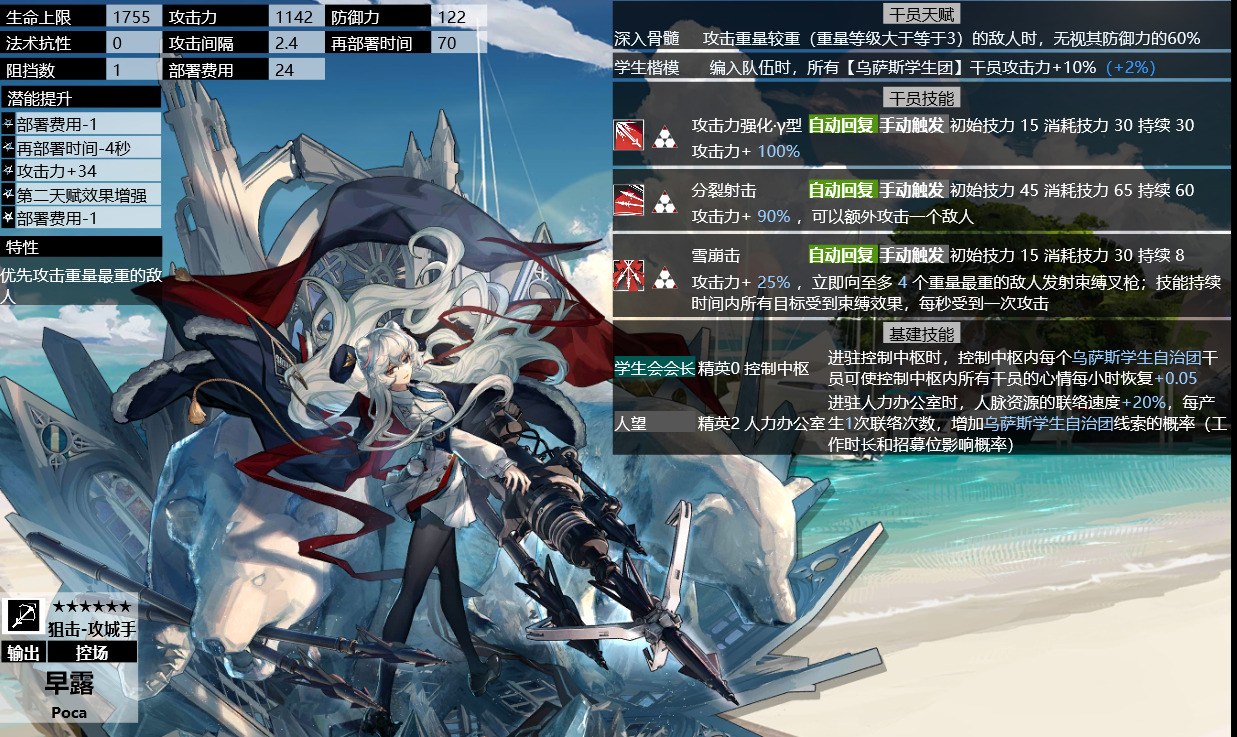 生命上限 1755 攻击力 1142 防御力 122
法术抗性 0 攻击间隔 2.4 再部署时间 70
阻挡数 1 部署费用 24
潜能提升
部署费用-1
再部署时间-4秒
攻击力+34
第二天赋效果增强
部署费用-1
特性
优先攻击重量最重的敌
人
狙击-攻城手
输出 控场
早露
Poca
干员天赋
深入骨髓 攻击重量较重（重量等级大于等于3）的敌人时，无视其防御力的60%
学生楷模 编入队伍时，所有【乌萨斯学生团】干员攻击力+10%（+2%）
干员技能
攻击力强化·γ型 自动回复 手动触发 初始技力 15 消耗技力 30 持续 30
攻击力+ 100%
分裂射击 自动回复 手动触发 初始技力 45 消耗技力 65 持续 60
攻击力+ 90% ，可以额外攻击一个敌人
雪崩击 自动回复 手动触发 初始技力 15 消耗技力 30 持续 8
攻击力+ 25% ，立即向至多 4 个重量最重的敌人发射束缚叉枪；技能持续
时间内所有目标受到束缚效果，每秒受到一次攻击
基建技能
学生会会长 精英0 控制中枢 进驻控制中枢时，控制中枢内每个乌萨斯学生自治团干
员可使控制中枢内所有干员的心情每小时恢复+0.05
人望 精英2 人力办公室 进驻人力办公室时，人脉资源的联络速度+20%，每产
生1次联络次数，增加乌萨斯学生自治团线索的概率（工
作时长和招募位影响概率）